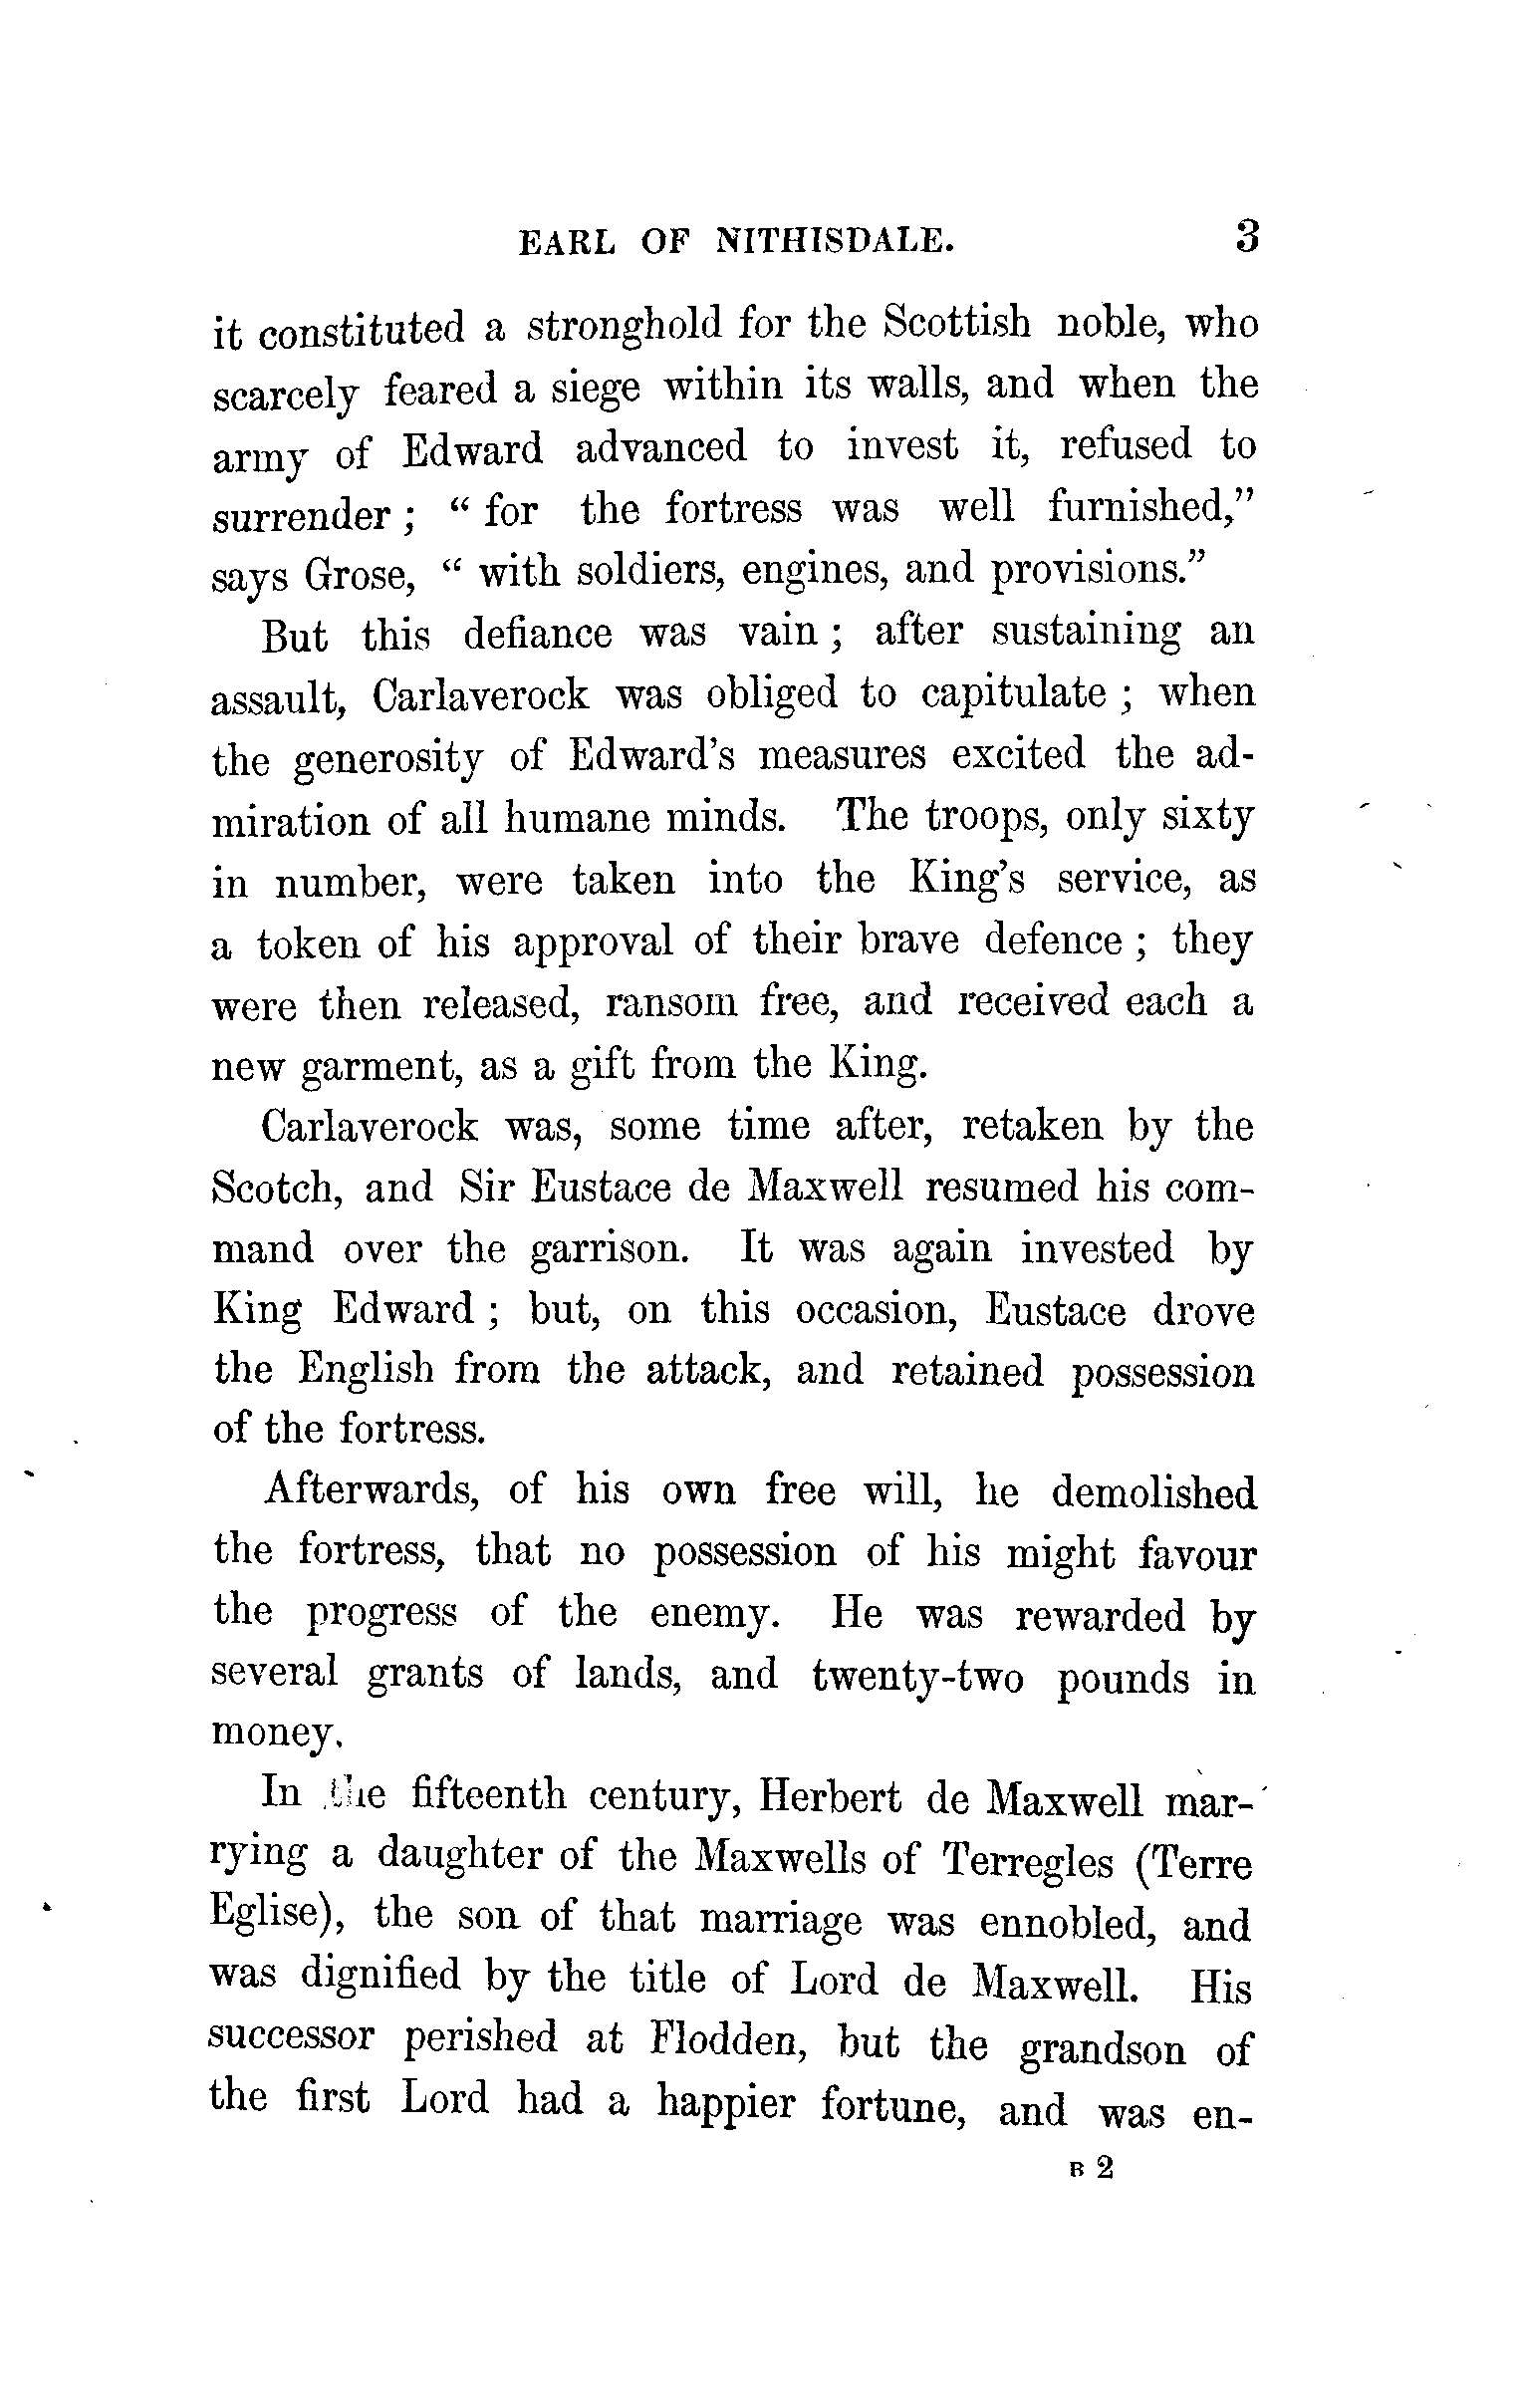 EARL OF NITHISDALE. 3
it constituted a stronghold for the Scottish noble, who
scarcely feared a siege within its walls, and when the
army of Edward advanced to invest it, refused to
surrender ; “ for the fortress was well furnished,”
says Grose, “ with soldiers, engines, and provisions.”
But this defiance was vain ; after sustaining an
assault, Carlaverock was obliged to capitulate ; when
the generosity of Edward’s measures excited the ad-
miration of all humane minds. The troops, only sixty
in number, were taken into the King’s service, as
a token of his approval of their brave defence ; they
were then released, ransom free, and received each a
new garment, as a gift from the King.
Carlaverock was, some time after, retaken by the
Scotch, and Sir Eustace de Maxwell resumed his com-
mand over the garrison. It was again invested by
King Edward ; but, on this occasion, Eustace drove
the English from the attack, and retained possession
of the fortress.
Afterwards, of his own free will, he demolished
the fortress, that no possession of his might favour
the progress of the enemy. He was rewarded by
several grants of lands, and twenty-two pounds in
money.
In the fifteenth century, Herbert de Maxwell mar-
rying a daughter of the Maxwells of Terregles (Terre
Eglise), the son of that marriage was ennobled, and
was dignified by the title of Lord de Maxwell. His
successor perished at Flodden, but the grandson of
the first Lord had a happier fortune, and was en-
B 2